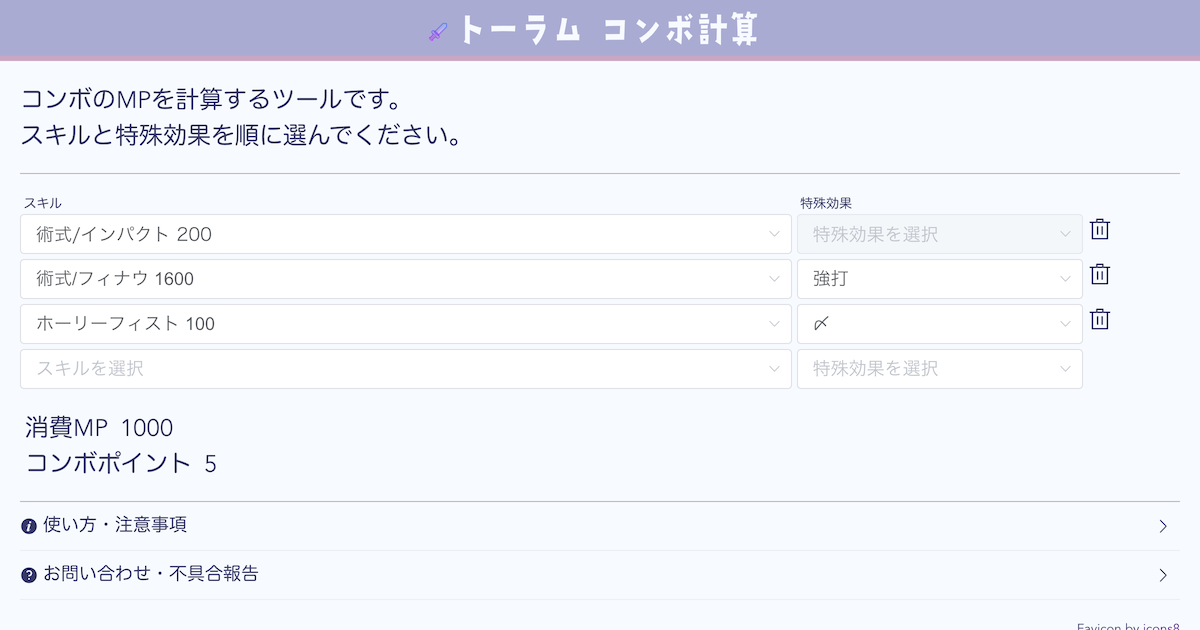 トーラム コンボ計算
コンボのMPを計算するツールです。
スキルと特殊効果を順に選んでください。
スキル 特殊効果
術式/インパクト 200 特殊効果を選択
術式/フィナウ 1600 強打
ホーリーフィスト 100 〆
スキルを選択 特殊効果を選択
消費MP 1000
コンボポイント 5
使い方・注意事項
お問い合わせ・不具合報告
Favicon by icons8